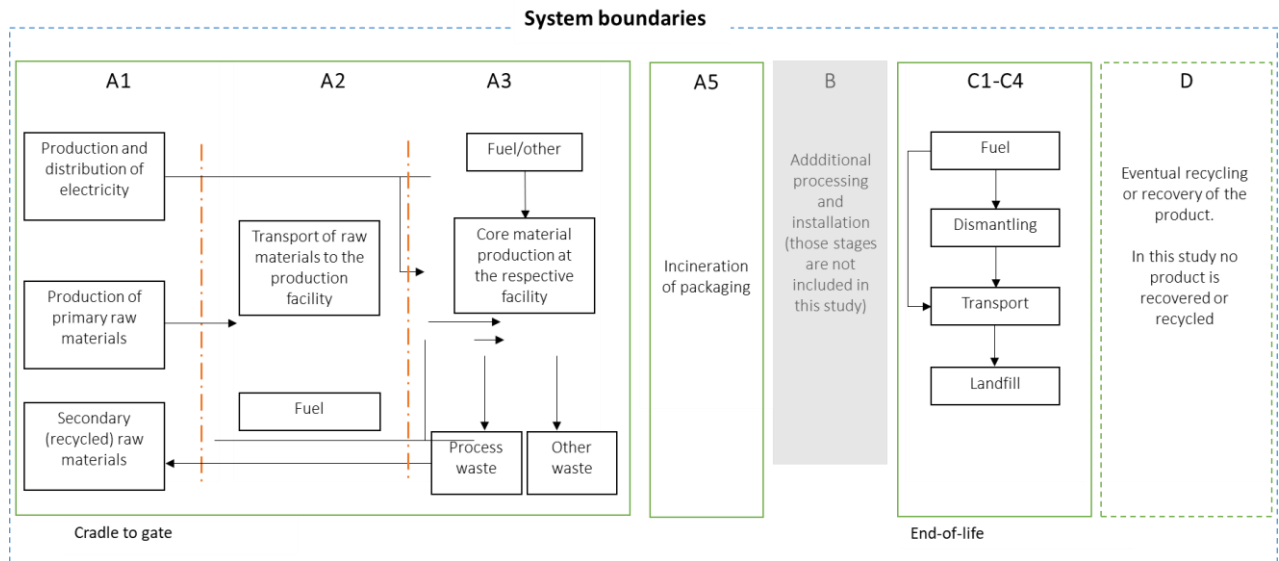 System boundaries
A1
A2
A3
Production and
distribution of
electricity
Production of
primary raw
materials
Secondary
(recycled) raw
materials
Transport of raw
materials to the
production
facility
Fuel
Fuel/other
Core material
production at
the respective
facility
Process
waste
Other
waste
Cradle to gate
A5
Incineration
of packaging
B
Addditional
processing
and
installation
(those stages
are not
included in
this study)
C1-C4
Fuel
Dismantling
Transport
Landfill
End-of-life
D
Eventual recycling
or recovery of the
product.
In this study no
product is
recovered or
recycled